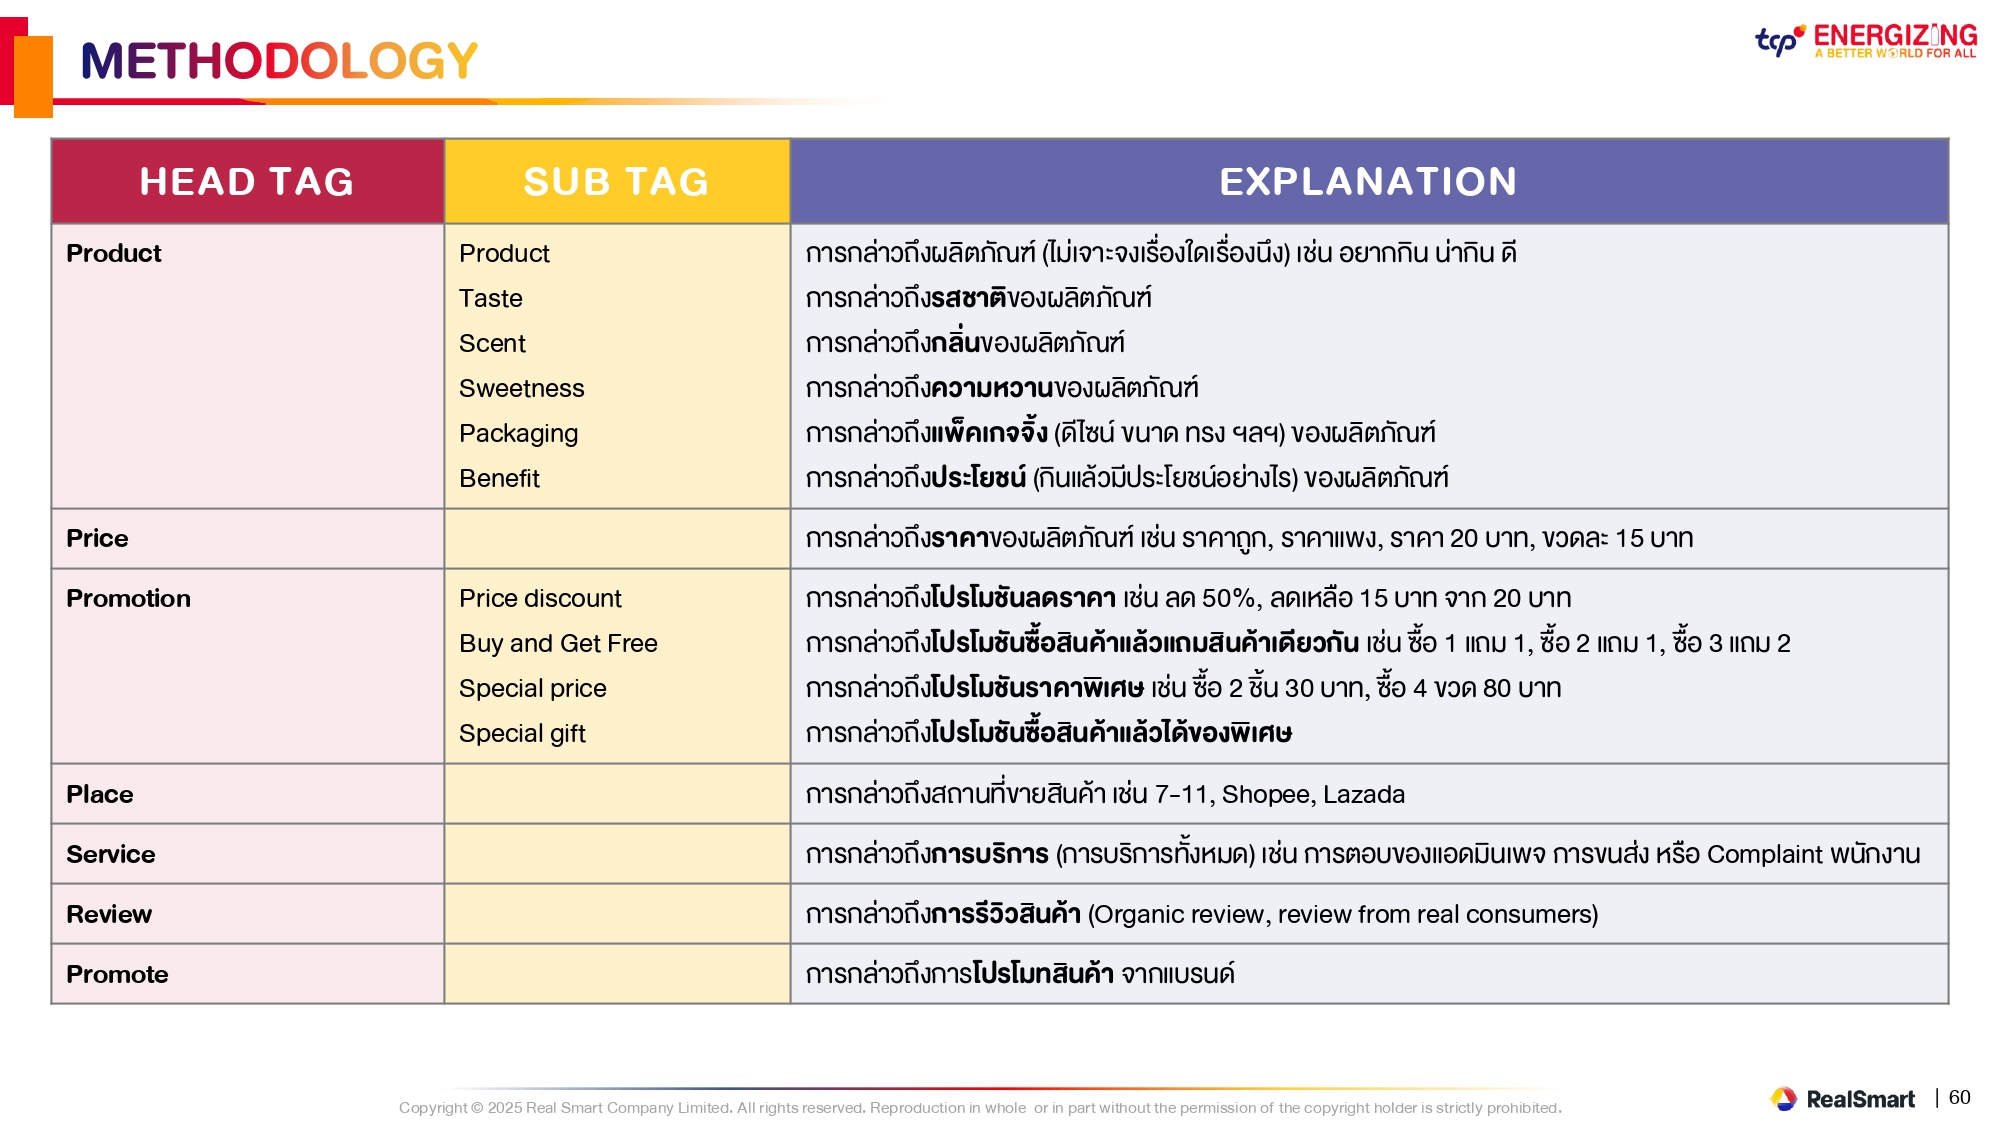 METHODOLOGY
tcp ENERGIZING
A BETTER WORLD FOR ALL
HEAD TAG SUB TAG EXPLANATION
Product Product การกล่าวถึงผลิตภัณฑ์ (ไม่เจาะจงเรื่องใดเรื่องนึง) เช่น อยากกิน น่ากิน ดี
Taste การกล่าวถึงรสชาติของผลิตภัณฑ์
Scent การกล่าวถึงกลิ่นของผลิตภัณฑ์
Sweetness การกล่าวถึงความหวานของผลิตภัณฑ์
Packaging การกล่าวถึงแพ็คเกจจิ้ง (ดีไซน์ ขนาด ทรง ฯลฯ) ของผลิตภัณฑ์
Benefit การกล่าวถึงประโยชน์ (กินแล้วมีประโยชน์อย่างไร) ของผลิตภัณฑ์
Price การกล่าวถึงราคาของผลิตภัณฑ์ เช่น ราคาถูก, ราคาแพง, ราคา 20 บาท, ขวดละ 15 บาท
Promotion Price discount การกล่าวถึงโปรโมชันลดราคา เช่น ลด 50%, ลดเหลือ 15 บาท จาก 20 บาท
Buy and Get Free การกล่าวถึงโปรโมชันซื้อสินค้าแล้วแถมสินค้าเดียวกัน เช่น ซื้อ 1 แถม 1, ซื้อ 2 แถม 1, ซื้อ 3 แถม 2
Special price การกล่าวถึงโปรโมชันราคาพิเศษ เช่น ซื้อ 2 ชิ้น 30 บาท, ซื้อ 4 ขวด 80 บาท
Special gift การกล่าวถึงโปรโมชันซื้อสินค้าแล้วได้ของพิเศษ
Place การกล่าวถึงสถานที่ขายสินค้า เช่น 7-11, Shopee, Lazada
Service การกล่าวถึงการบริการ (การบริการทั้งหมด) เช่น การตอบของแอดมินเพจ การขนส่ง หรือ Complaint พนักงาน
Review การกล่าวถึงการรีวิวสินค้า (Organic review, review from real consumers)
Promote การกล่าวถึงการโปรโมทสินค้า จากแบรนด์
Copyright © 2025 Real Smart Company Limited. All rights reserved. Reproduction in whole or in part without the permission of the copyright holder is strictly prohibited.
RealSmart | 60